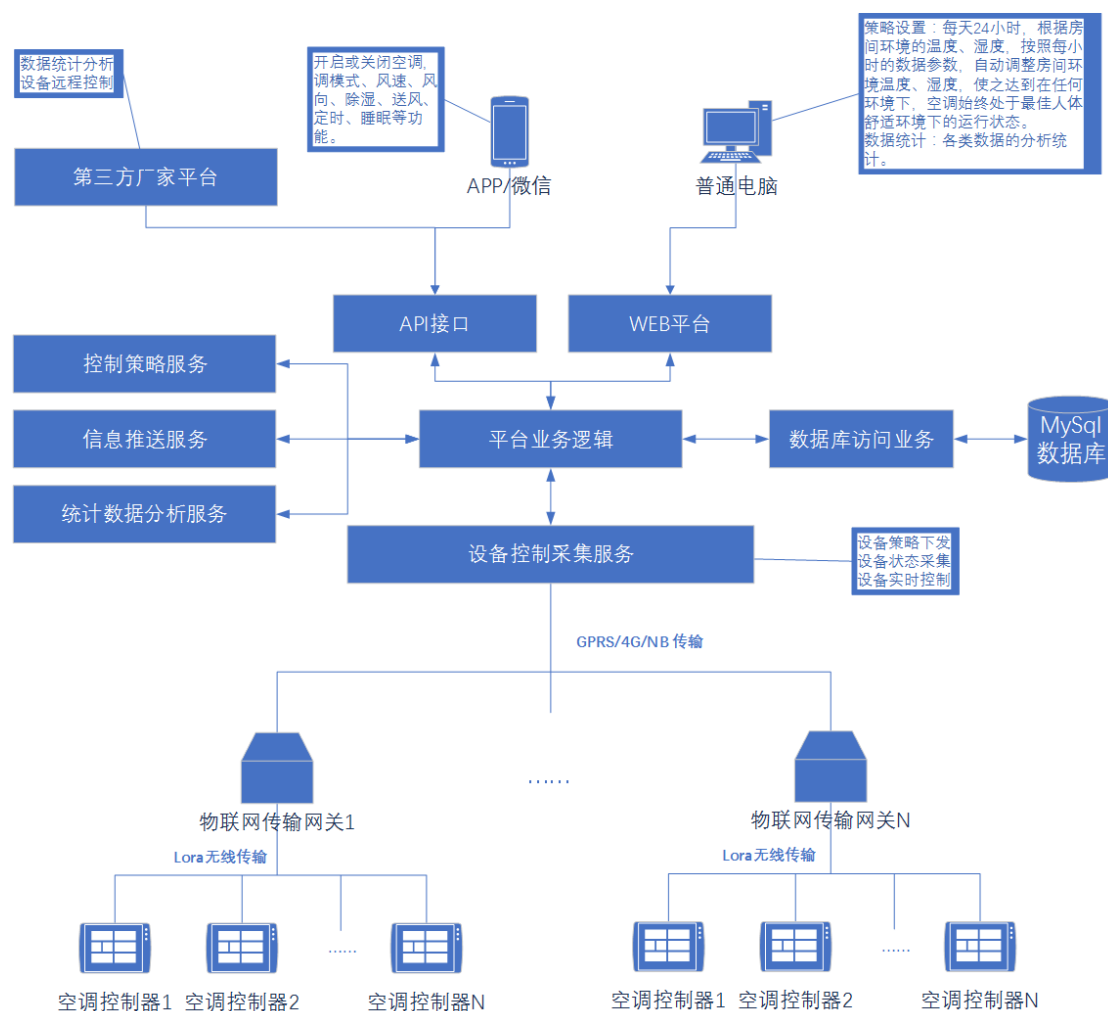 数据统计分析
设备远程控制
第三方厂家平台
开启或关闭空调，
调模式、风速、风
向、除湿、送风、
定时、睡眠等功
能。
APP/微信
普通电脑
策略设置：每天24小时，根据房
间环境的温度、湿度，按照每小
时的数据参数，自动调整房间环
境温度、湿度，使之达到在任何
环境下，空调始终处于最佳人体
舒适环境下的运行状态。
数据统计：各类数据的分析统
计。
API接口
WEB平台
控制策略服务
信息推送服务
统计数据分析服务
平台业务逻辑
数据库访问业务
MySql
数据库
设备控制采集服务
设备策略下发
设备状态采集
设备实时控制
GPRS/4G/NB 传输
物联网传输网关1
……
物联网传输网关N
Lora无线传输
Lora无线传输
……
……
空调控制器1
空调控制器2
空调控制器N
空调控制器1
空调控制器2
空调控制器N